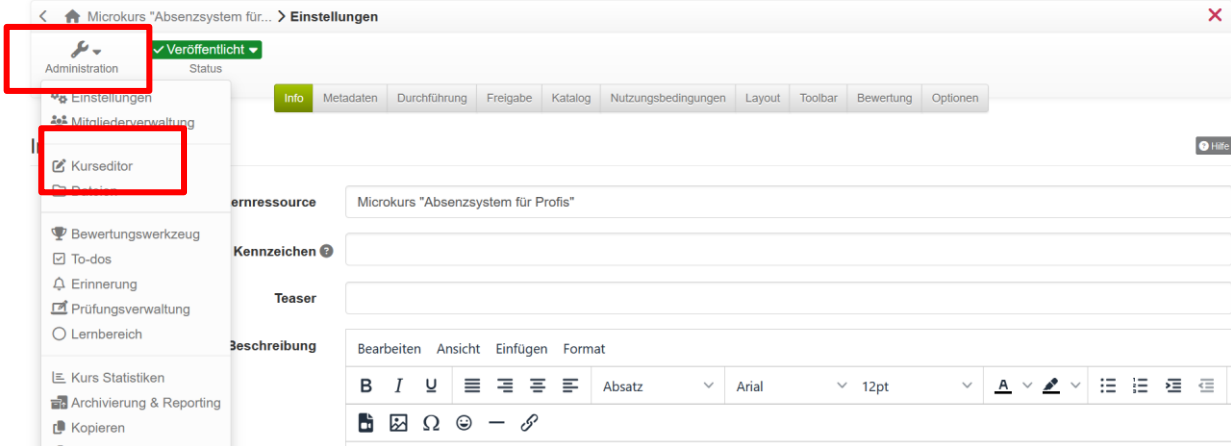 Microkurs "Absenzsystem für... Einstellungen
Administration
Veröffentlicht
Status
Einstellungen
Mitgliederverwaltung
Kurseditor
Dateien
Bewertungswerkzeug
To-dos
Erinnerung
Prüfungsverwaltung
Lernbereich
Kurs Statistiken
Archivierung & Reporting
Kopieren
Info Metadaten Durchführung Freigabe Katalog Nutzungsbedingungen Layout Toolbar Bewertung Optionen
Hilfe
ernressource Microkurs "Absenzsystem für Profis"
Kennzeichen
Teaser
Beschreibung
Bearbeiten Ansicht Einfügen Format
B I U Absatz Arial 12pt A